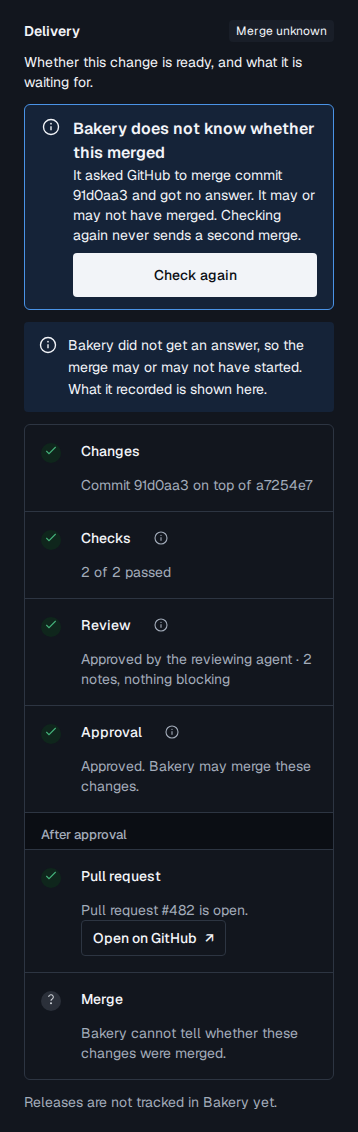 Delivery
Merge unknown
Whether this change is ready, and what it is
waiting for.
Bakery does not know whether
this merged
It asked GitHub to merge commit
91d0aa3 and got no answer. It may or
may not have merged. Checking
again never sends a second merge.
Check again
Bakery did not get an answer, so the
merge may or may not have started.
What it recorded is shown here.
Changes
Commit 91d0aa3 on top of a7254e7
Checks
2 of 2 passed
Review
Approved by the reviewing agent · 2
notes, nothing blocking
Approval
Approved. Bakery may merge these
changes.
After approval
Pull request
Pull request #482 is open.
Open on GitHub ↗
Merge
Bakery cannot tell whether these
changes were merged.
Releases are not tracked in Bakery yet.